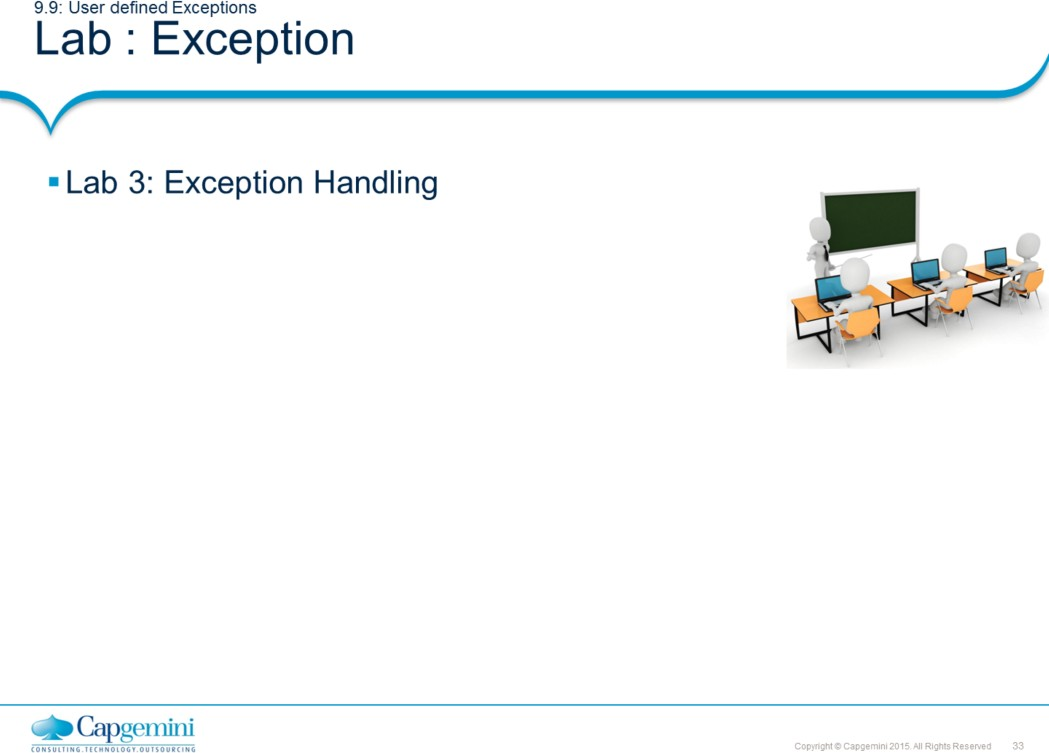 9.9: User defined Exceptions
Lab : Exception
Lab 3: Exception Handling
Capgemini
CONSULTING.TECHNOLOGY.OUTSOURCING
Copyright © Capgemini 2015. All Rights Reserved 33